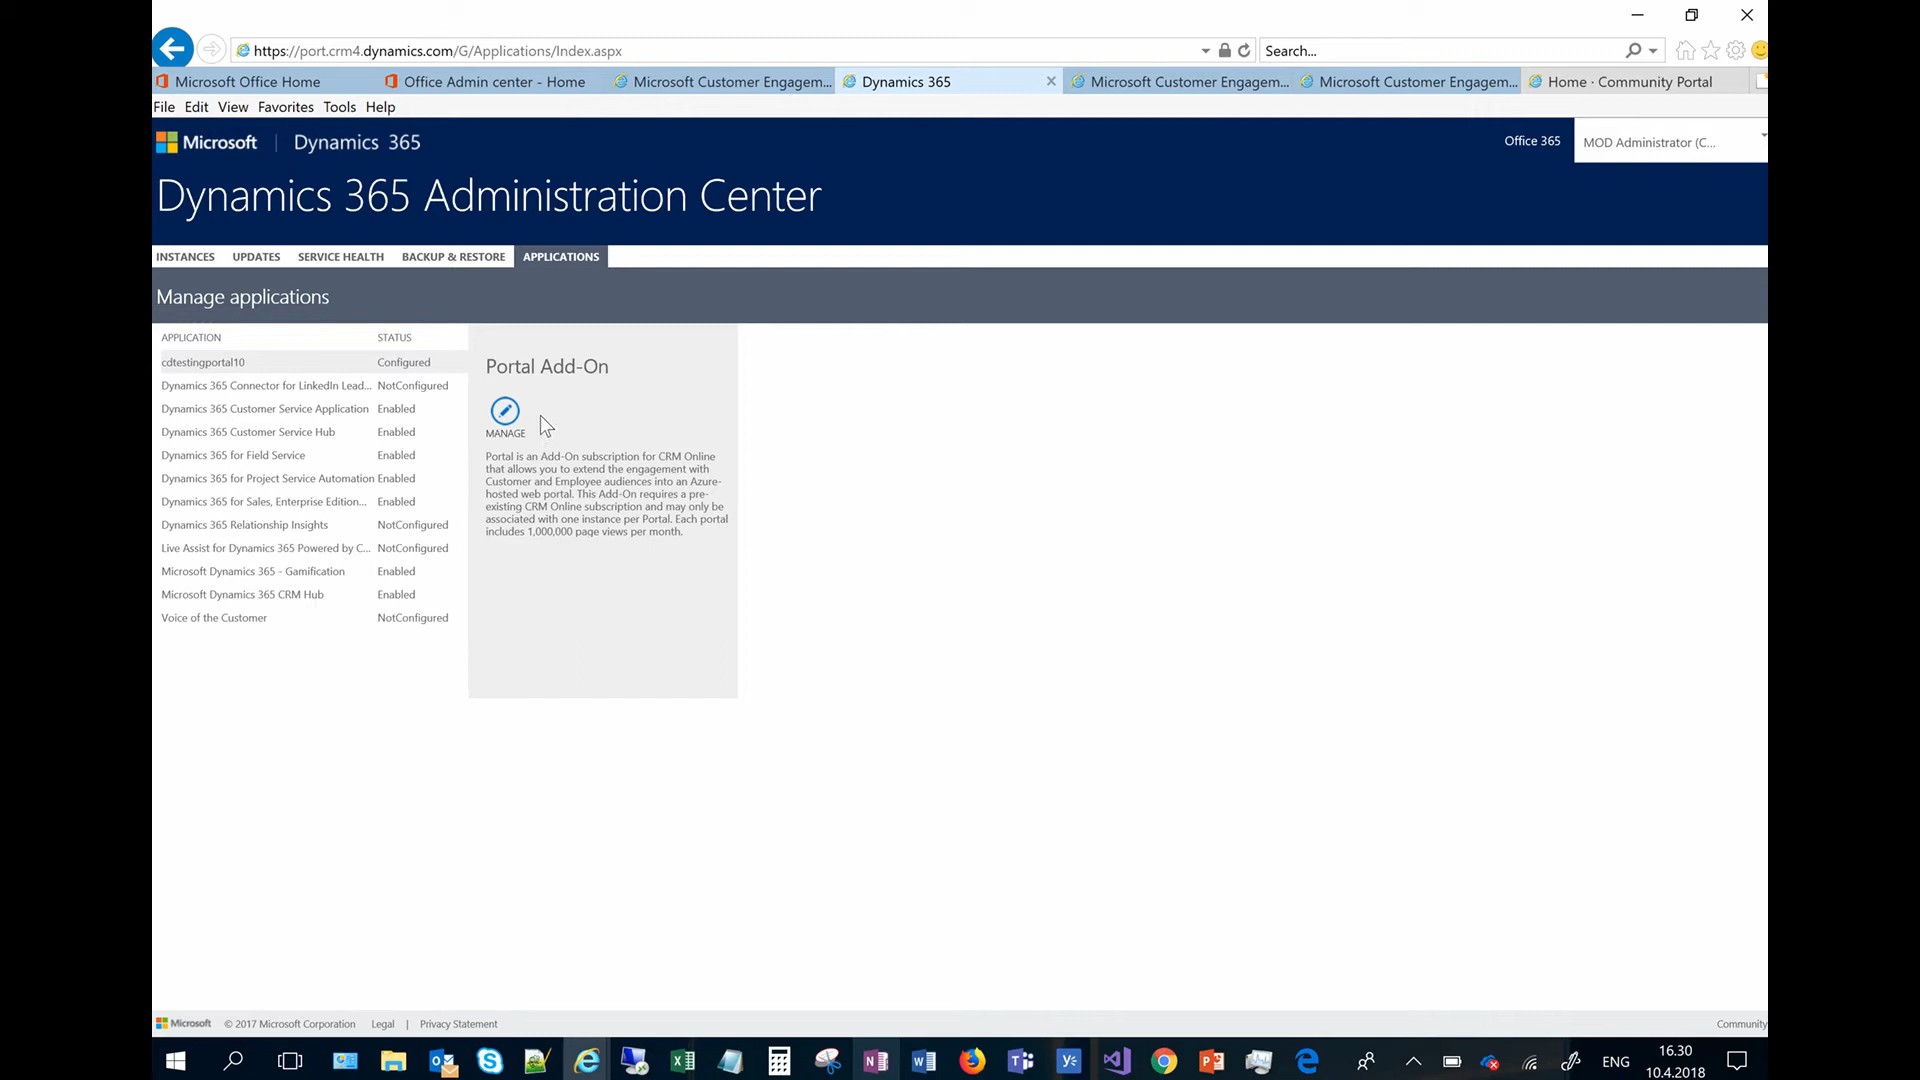 https://port.crm4.dynamics.com/G/Applications/Index.aspx
Search...
Microsoft Office Home
Office Admin center - Home
Microsoft Customer Engagem...
Dynamics 365
Microsoft Customer Engagem...
Microsoft Customer Engagem...
Home · Community Portal
File Edit View Favorites Tools Help
Microsoft | Dynamics 365
Office 365
MOD Administrator (C...
Dynamics 365 Administration Center
INSTANCES UPDATES SERVICE HEALTH BACKUP & RESTORE APPLICATIONS
Manage applications
APPLICATION STATUS
cdtestingportal10 Configured
Dynamics 365 Connector for LinkedIn Lead... NotConfigured
Dynamics 365 Customer Service Application Enabled
Dynamics 365 Customer Service Hub Enabled
Dynamics 365 for Field Service Enabled
Dynamics 365 for Project Service Automation Enabled
Dynamics 365 for Sales, Enterprise Edition... Enabled
Dynamics 365 Relationship Insights NotConfigured
Live Assist for Dynamics 365 Powered by C... NotConfigured
Microsoft Dynamics 365 - Gamification Enabled
Microsoft Dynamics 365 CRM Hub Enabled
Voice of the Customer NotConfigured
Portal Add-On
MANAGE
Portal is an Add-On subscription for CRM Online
that allows you to extend the engagement with
Customer and Employee audiences into an Azure-
hosted web portal. This Add-On requires a pre-
existing CRM Online subscription and may only be
associated with one instance per Portal. Each portal
includes 1,000,000 page views per month.
Microsoft © 2017 Microsoft Corporation Legal | Privacy Statement
Community
ENG
16.30
10.4.2018